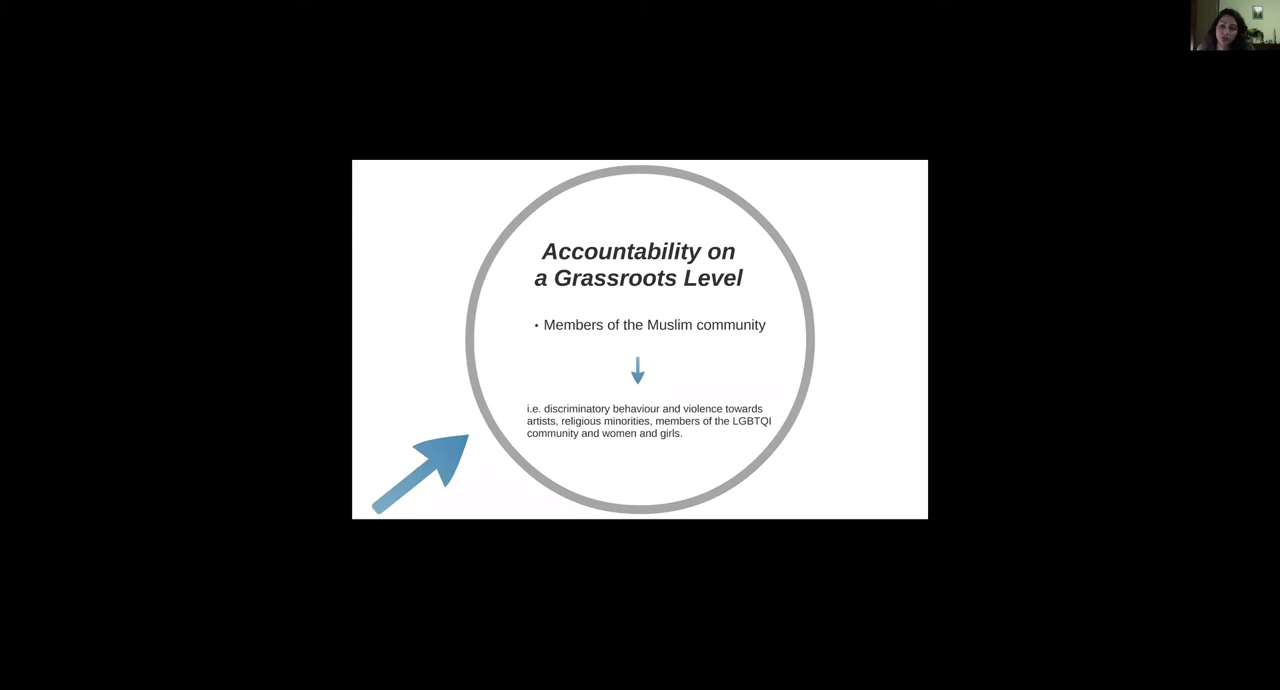 Accountability on
a Grassroots Level
• Members of the Muslim community
i.e. discriminatory behaviour and violence towards
artists, religious minorities, members of the LGBTQI
community and women and girls.